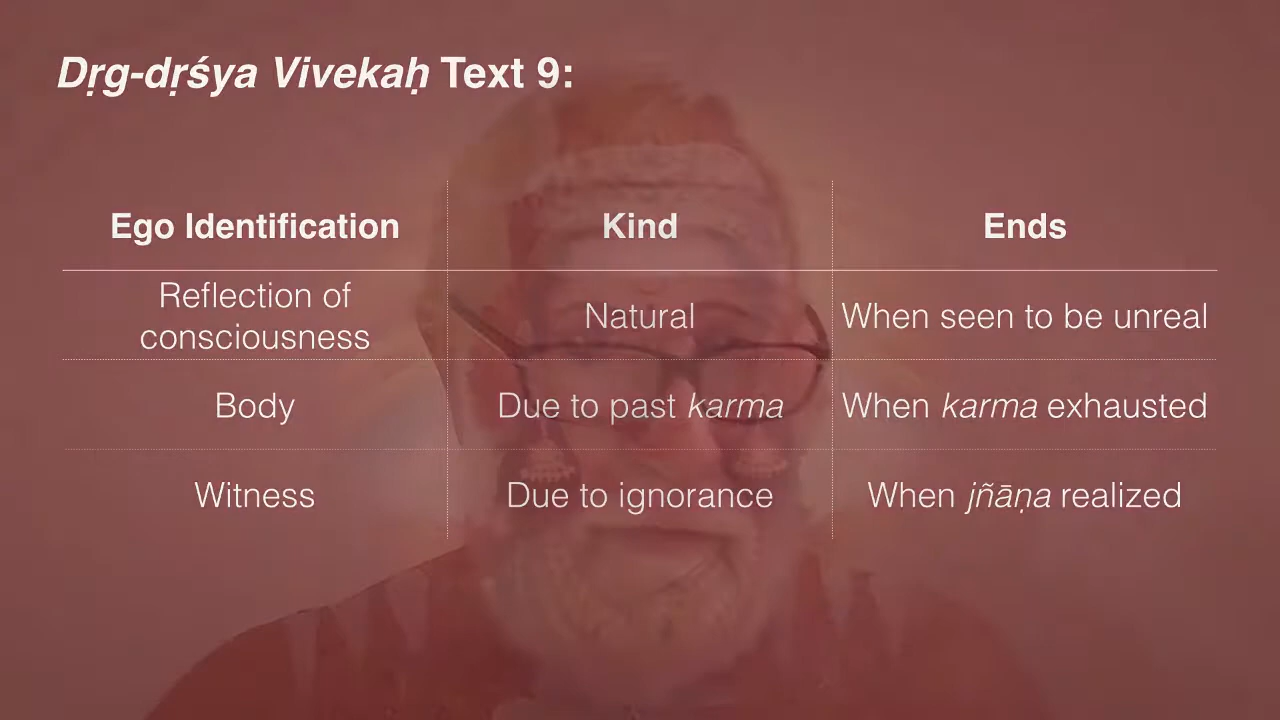 Dṛg-dṛśya Vivekaḥ Text 9:
Ego Identification Kind Ends
Reflection of
consciousness
Natural When seen to be unreal
Body Due to past karma When karma exhausted
Witness Due to ignorance When jñāṇa realized